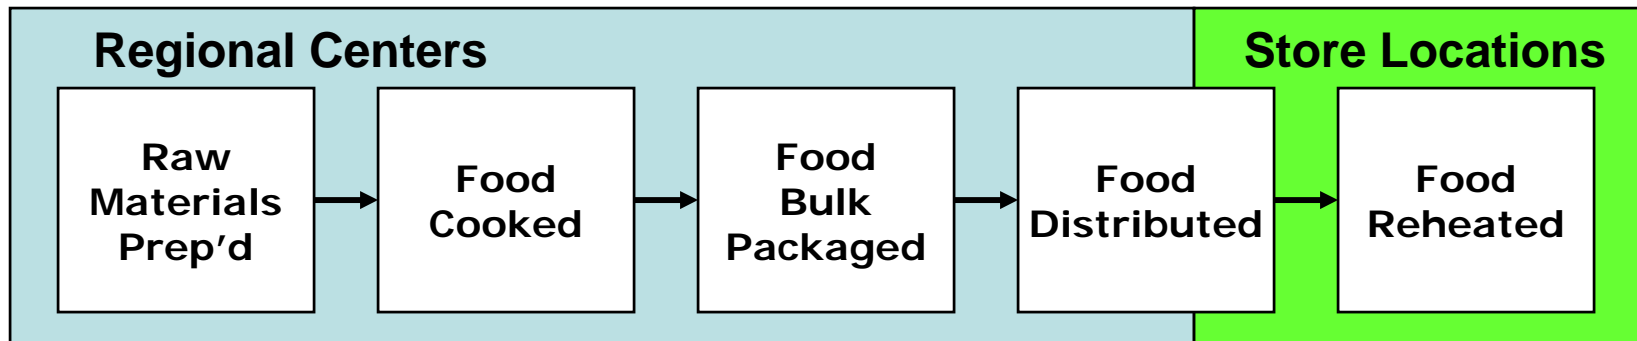 Regional Centers
Store Locations
Raw
Materials
Prep'd
Food
Cooked
Food
Bulk
Packaged
Food
Distributed
Food
Reheated